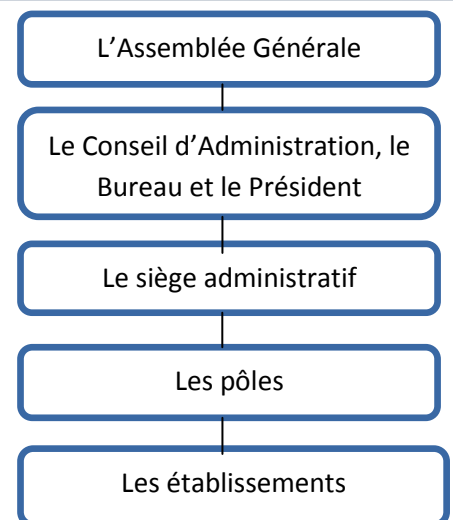 L’Assemblée Générale
Le Conseil d’Administration, le
Bureau et le Président
Le siège administratif
Les pôles
Les établissements